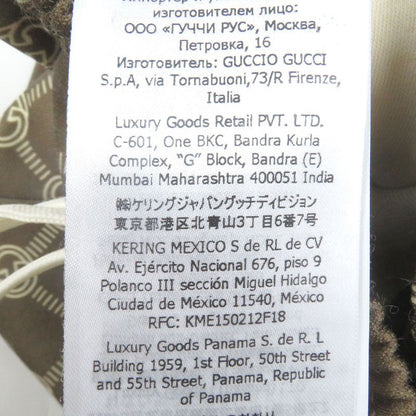 изготовителем лицо:
ООО «ГУЧЧИ РУС», Москва,
Петровка, 16
Изготовитель: GUCCIO GUCCI
S.p.A, via Tornabuoni,73/R Firenze,
Italia
Luxury Goods Retail PVT. LTD.
C-601, One BKC, Bandra Kurla
Complex, "G" Block, Bandra (E)
Mumbai Maharashtra 400051 India
㈱ケリングジャパングッチディビジョン
東京都港区北青山3丁目6番7号
KERING MEXICO S de RL de CV
Av. Ejército Nacional 676, piso 9
Polanco III sección Miguel Hidalgo
Ciudad de México 11540, México
RFC: KME150212F18
Luxury Goods Panama S. de R. L
Building 1959, 1st Floor, 50th Street
and 55th Street, Panama, Republic
of Panama